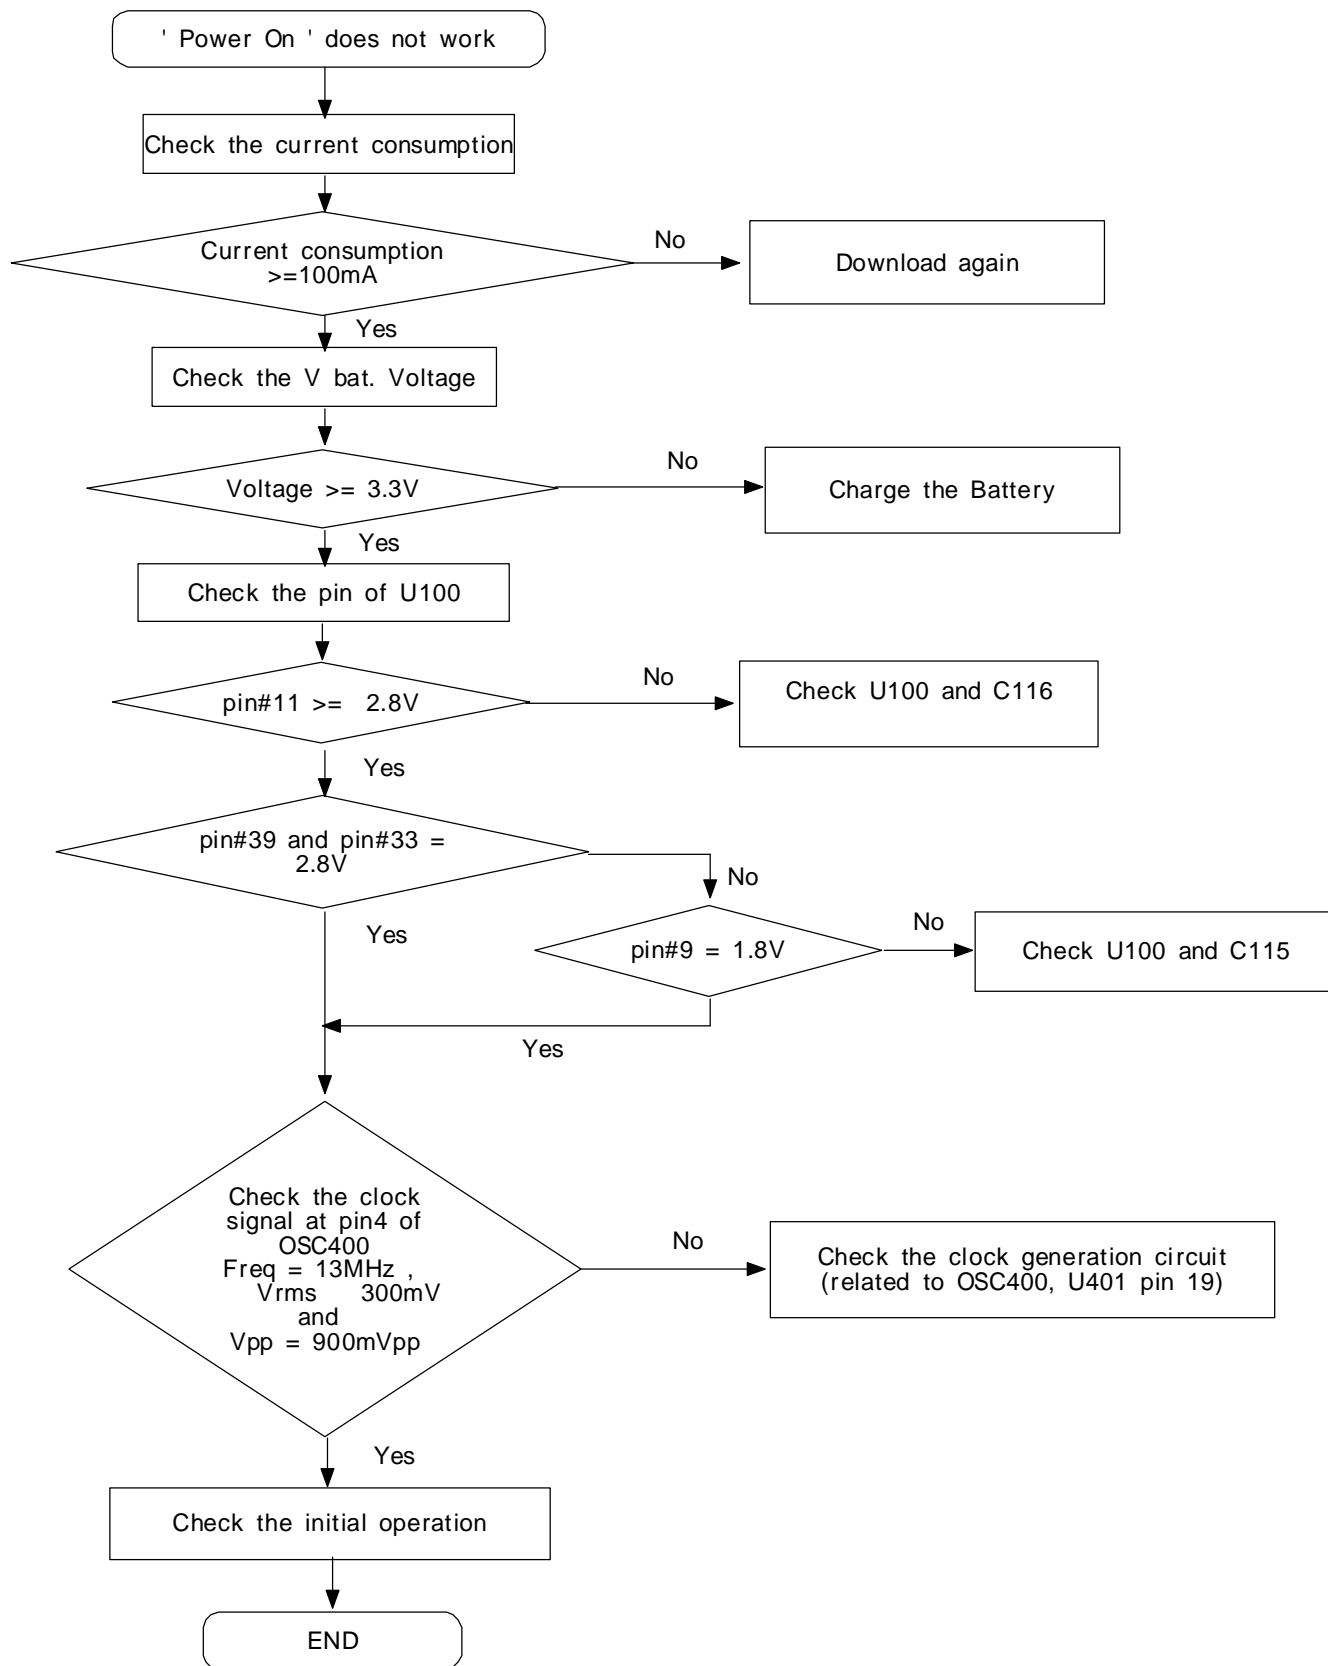 ' Power On ' does not work
Check the current consumption
Current consumption
>=100mA
No
Download again
Yes
Check the V bat. Voltage
Voltage >= 3.3V
No
Charge the Battery
Yes
Check the pin of U100
pin#11 >= 2.8V
No
Check U100 and C116
Yes
pin#39 and pin#33 =
2.8V
No
Yes
pin#9 = 1.8V
No
Check U100 and C115
Yes
Check the clock
signal at pin4 of
OSC400
Freq = 13MHz ,
Vrms 300mV
and
Vpp = 900mVpp
No
Check the clock generation circuit
(related to OSC400, U401 pin 19)
Yes
Check the initial operation
END